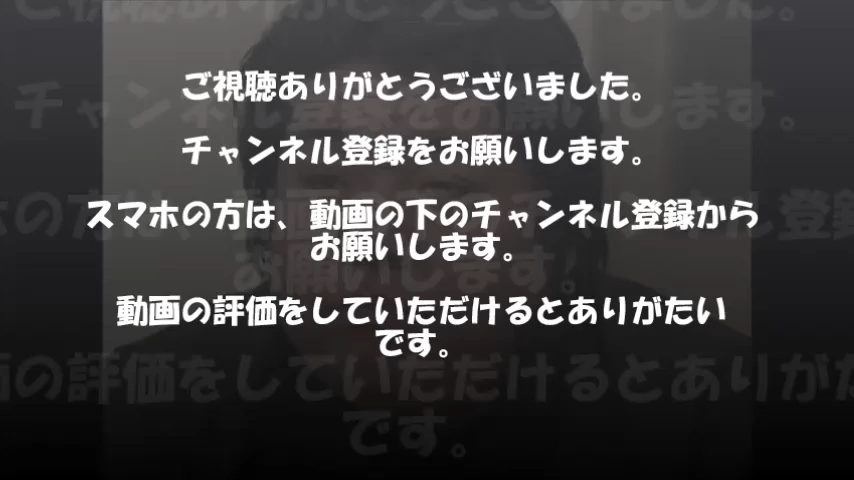 ご視聴ありがとうございました。
チャンネル登録をお願いします。
スマホの方は、動画の下のチャンネル登録から
お願いします。
動画の評価をしていただけるとありがたい
です。